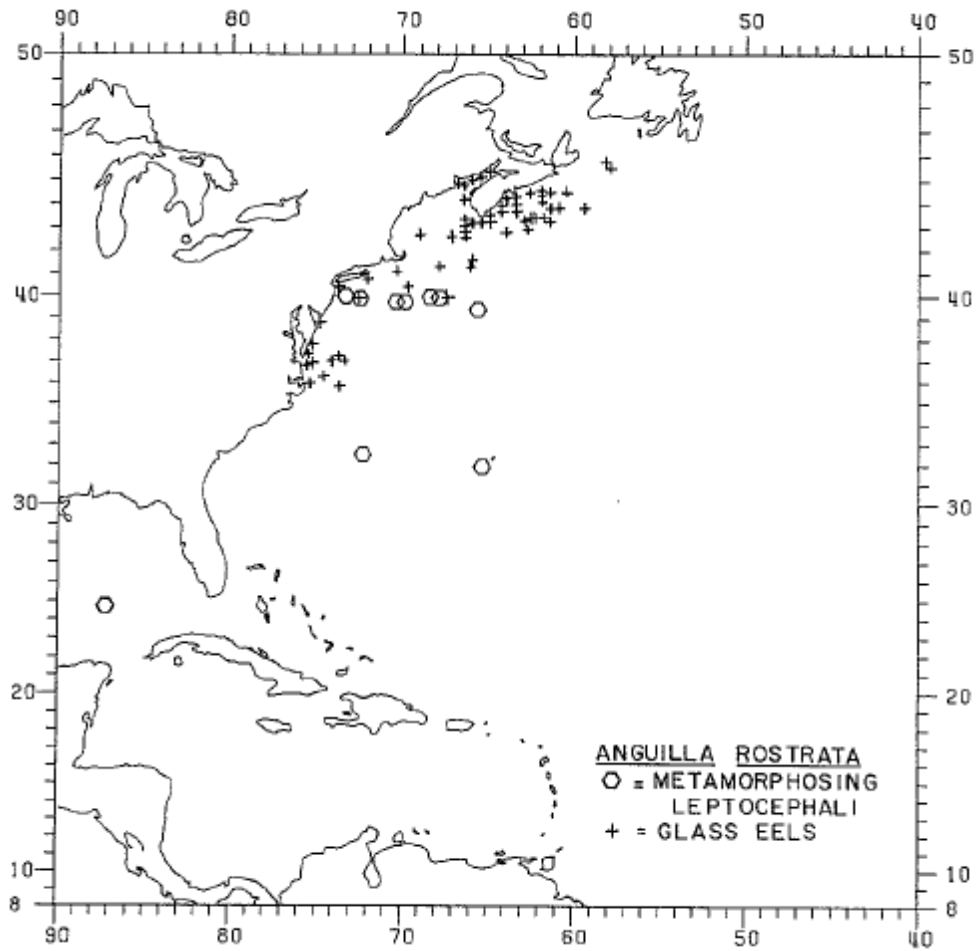 90 80 70 60 50 40
50 50
40 40
30 30
20 20
ANGUILLA ROSTRATA
= METAMORPHOSING
LEPTOCEPHALI
+ = GLASS EELS
10 10
8 8
90 80 70 60 50 40